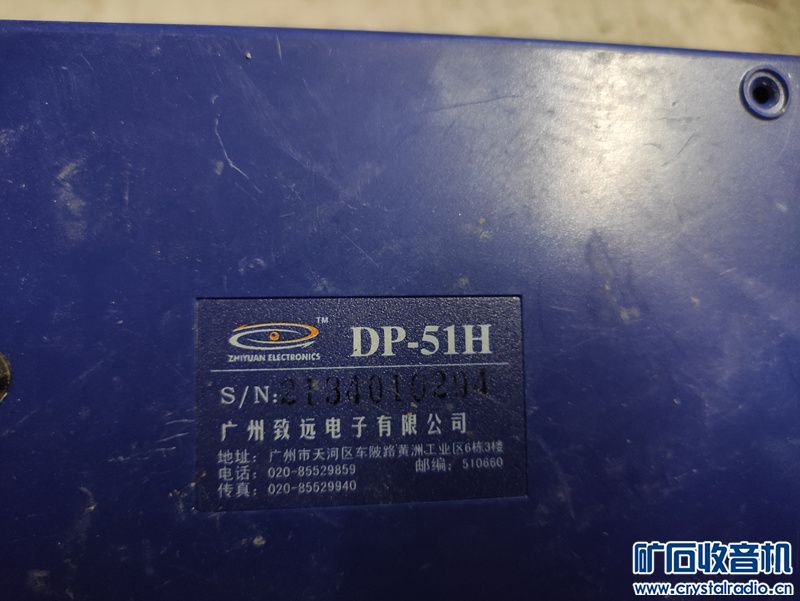 ZHIYUAN ELECTRONICS
TM
DP-51H
S/N: 2134010294
广州致远电子有限公司
地址：广州市天河区车陂路黄洲工业区6栋3楼
电话：020-85529859 邮编：510660
传真：020-85529940
矿石收音机
www.crystalradio.cn